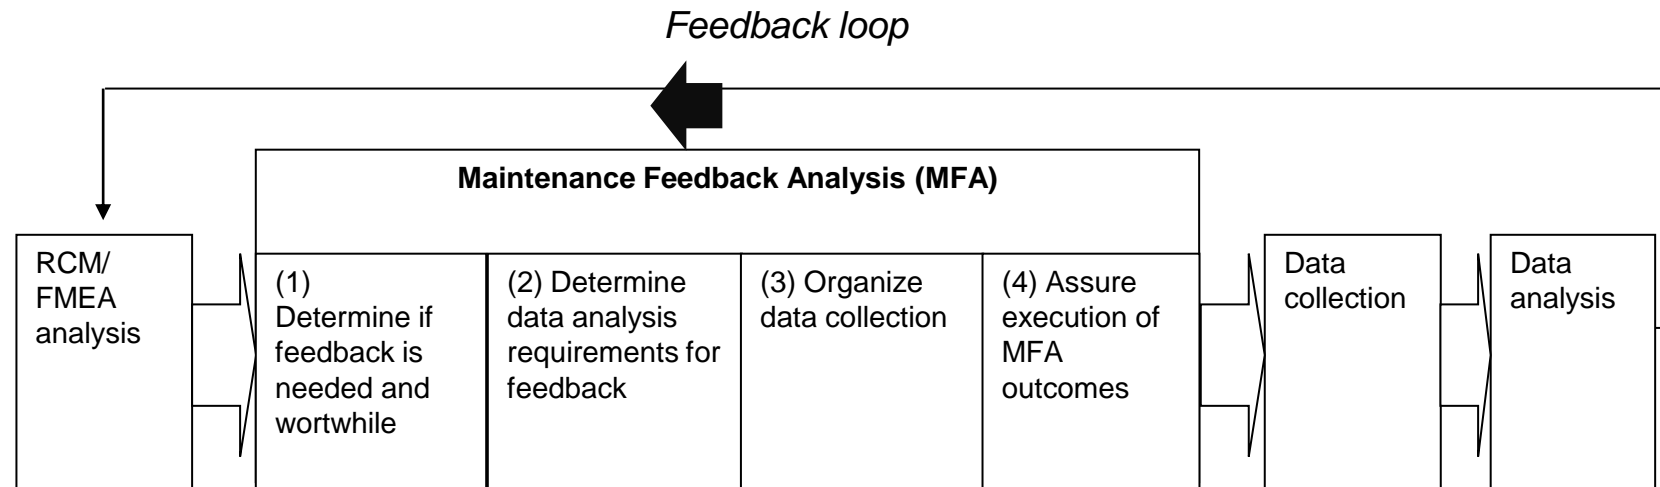 Feedback loop
Maintenance Feedback Analysis (MFA)
RCM/
FMEA
analysis
(1)
Determine if
feedback is
needed and
wortwhile
(2) Determine
data analysis
requirements for
feedback
(3) Organize
data collection
(4) Assure
execution of
MFA
outcomes
Data
collection
Data
analysis